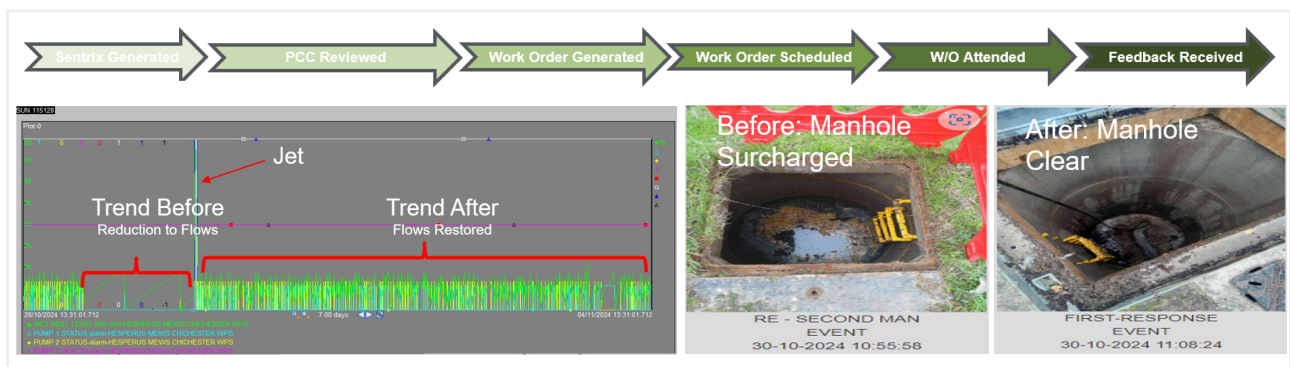 Sentrix Generated
PCC Reviewed
Work Order Generated
Work Order Scheduled
W/O Attended
Feedback Received
SUN 115128
Plot-0
Jet
Trend Before
Reduction to Flows
Trend After
Flows Restored
28/10/2024 13:31:01.712
7.00 days
04/11/2024 13:31:01.712
PUMP 1 STATUS-alarm-HESPERUS MEWS CHICHESTER WPS
PUMP 2 STATUS-alarm-HESPERUS MEWS CHICHESTER WPS
Before: Manhole
Surcharged
RE - SECOND MAN
EVENT
30-10-2024 10:55:58
After: Manhole
Clear
FIRST-RESPONSE
EVENT
30-10-2024 11:08:24